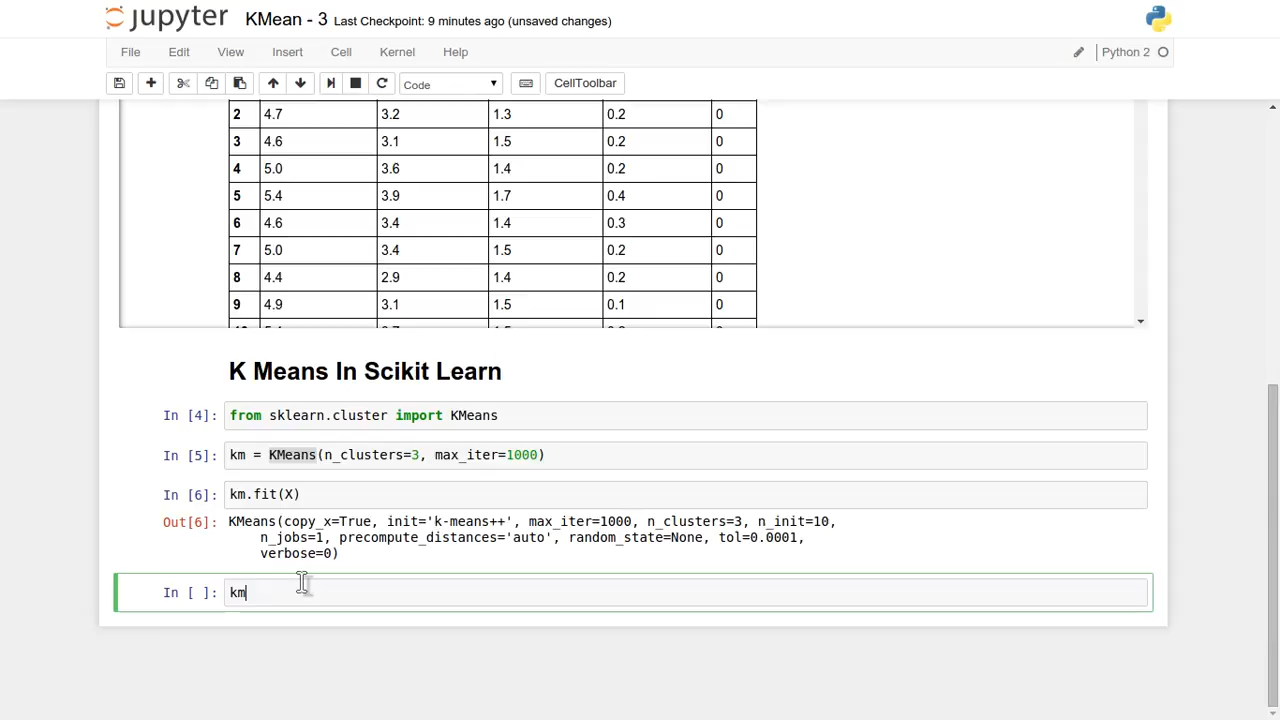 jupyter KMean - 3 Last Checkpoint: 9 minutes ago (unsaved changes)
File Edit View Insert Cell Kernel Help Python 2
Code CellToolbar
2 4.7 3.2 1.3 0.2 0
3 4.6 3.1 1.5 0.2 0
4 5.0 3.6 1.4 0.2 0
5 5.4 3.9 1.7 0.4 0
6 4.6 3.4 1.4 0.3 0
7 5.0 3.4 1.5 0.2 0
8 4.4 2.9 1.4 0.2 0
9 4.9 3.1 1.5 0.1 0
K Means In Scikit Learn
In [4]: from sklearn.cluster import KMeans
In [5]: km = KMeans(n_clusters=3, max_iter=1000)
In [6]: km.fit(X)
Out[6]: KMeans(copy_x=True, init='k-means++', max_iter=1000, n_clusters=3, n_init=10,
n_jobs=1, precompute_distances='auto', random_state=None, tol=0.0001,
verbose=0)
In [ ]: km